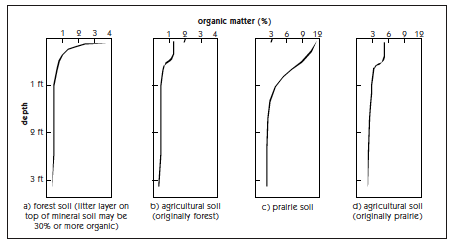 organic matter (%)
1 2 3 4
1 2 3 4
3 6 9 12
3 6 9 12
depth
1 ft
2 ft
3 ft
a) forest soil (litter layer on
top of mineral soil may be
30% or more organic)
b) agricultural soil
(originally forest)
c) prairie soil
d) agricultural soil
(originally prairie)